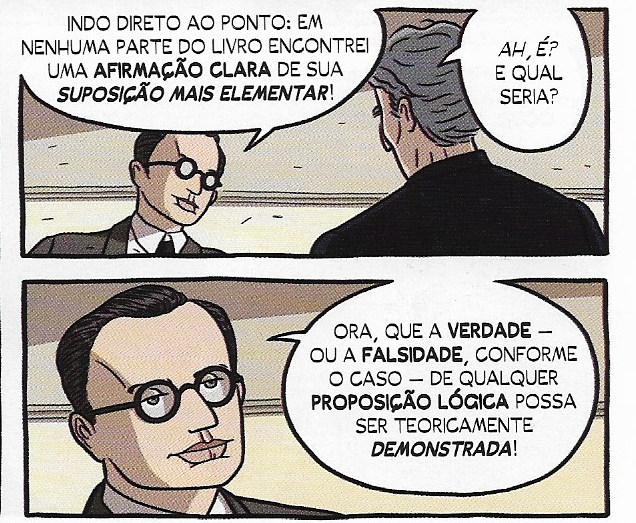 INDO DIRETO AO PONTO: EM
NENHUMA PARTE DO LIVRO ENCONTREI
UMA AFIRMAÇÃO CLARA DE SUA
SUPOSIÇÃO MAIS ELEMENTAR!
AH, É?
E QUAL
SERIA?
ORA, QUE A VERDADE —
OU A FALSIDADE, CONFORME
O CASO — DE QUALQUER
PROPOSIÇÃO LÓGICA POSSA
SER TEORICAMENTE
DEMONSTRADA!